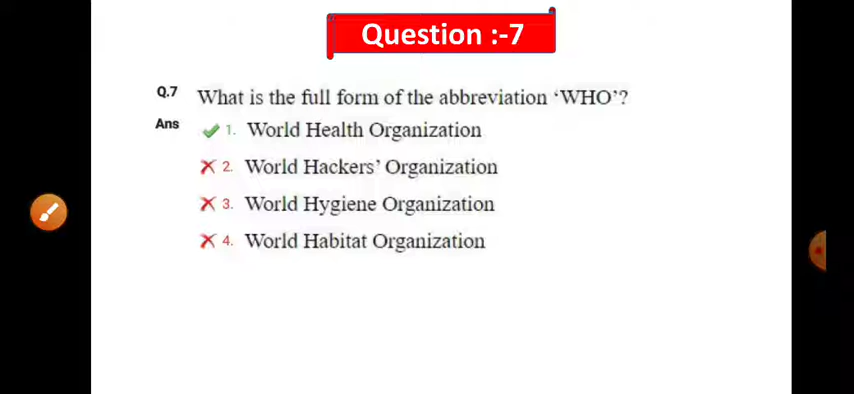 Question :-7
Q.7 What is the full form of the abbreviation ‘WHO’?
Ans 1. World Health Organization
2. World Hackers’ Organization
3. World Hygiene Organization
4. World Habitat Organization